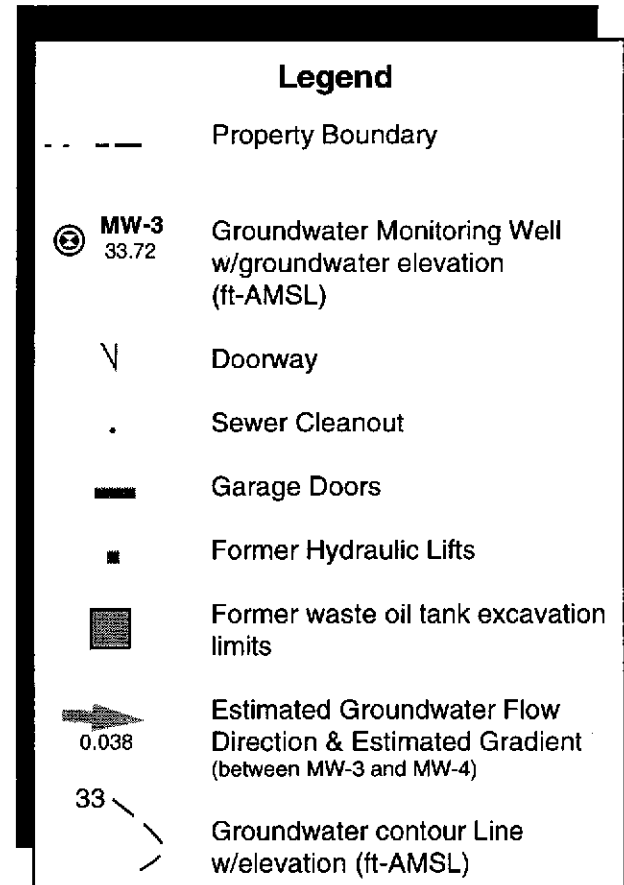 Legend
Property Boundary
MW-3
33.72
Groundwater Monitoring Well
w/groundwater elevation
(ft-AMSL)
Doorway
Sewer Cleanout
Garage Doors
Former Hydraulic Lifts
Former waste oil tank excavation
limits
0.038
Estimated Groundwater Flow
Direction & Estimated Gradient
(between MW-3 and MW-4)
33
Groundwater contour Line
w/elevation (ft-AMSL)